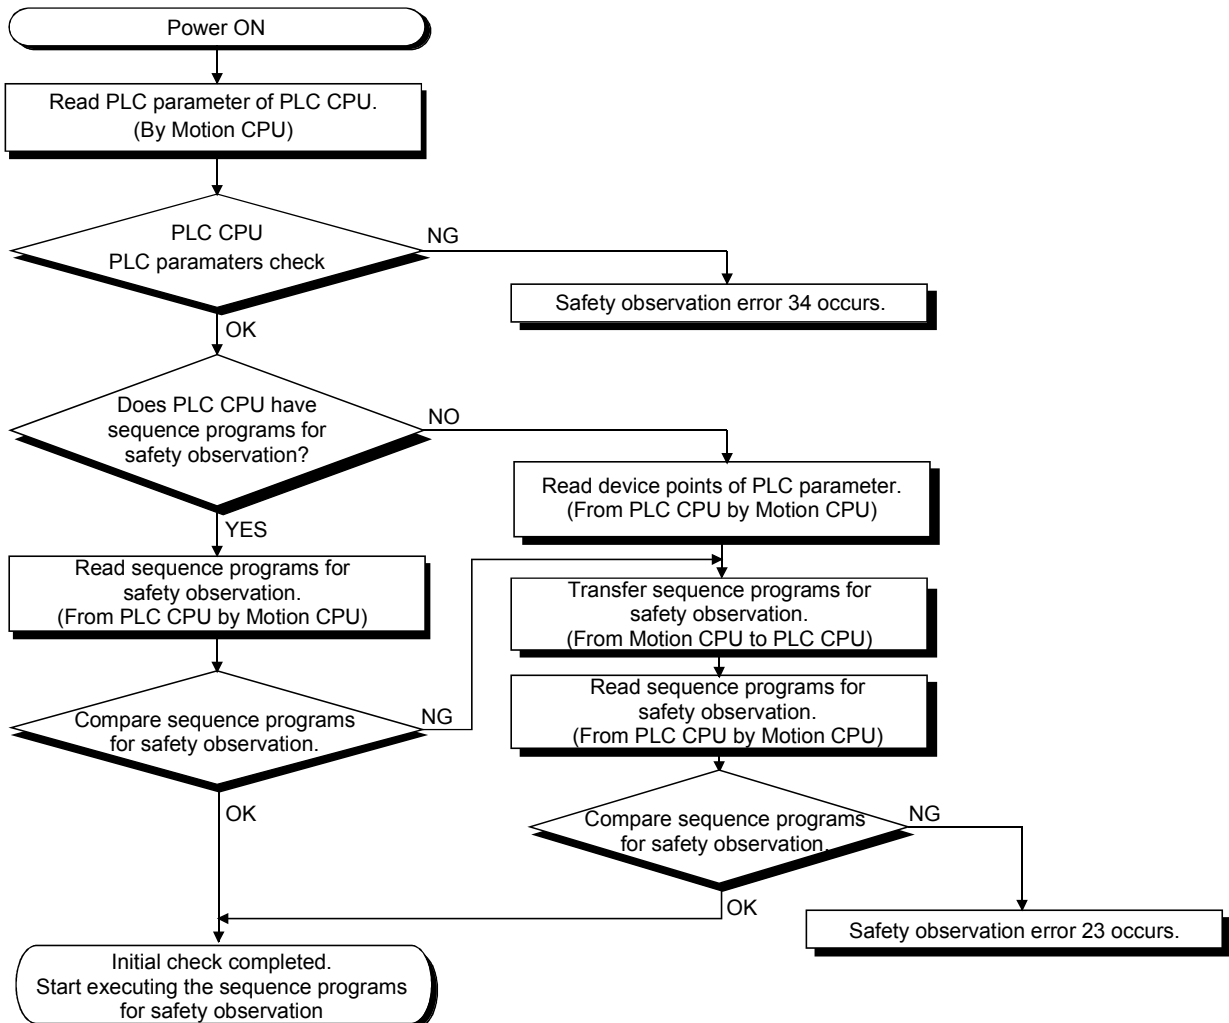 Power ON
Read PLC parameter of PLC CPU.
(By Motion CPU)
PLC CPU
PLC paramaters check
NG
Safety observation error 34 occurs.
OK
Does PLC CPU have
sequence programs for
safety observation?
NO
Read device points of PLC parameter.
(From PLC CPU by Motion CPU)
YES
Read sequence programs for
safety observation.
(From PLC CPU by Motion CPU)
Transfer sequence programs for
safety observation.
(From Motion CPU to PLC CPU)
Compare sequence programs
for safety observation.
NG
Read sequence programs for
safety observation.
(From PLC CPU by Motion CPU)
OK
Compare sequence programs
for safety observation.
NG
OK
Safety observation error 23 occurs.
Initial check completed.
Start executing the sequence programs
for safety observation